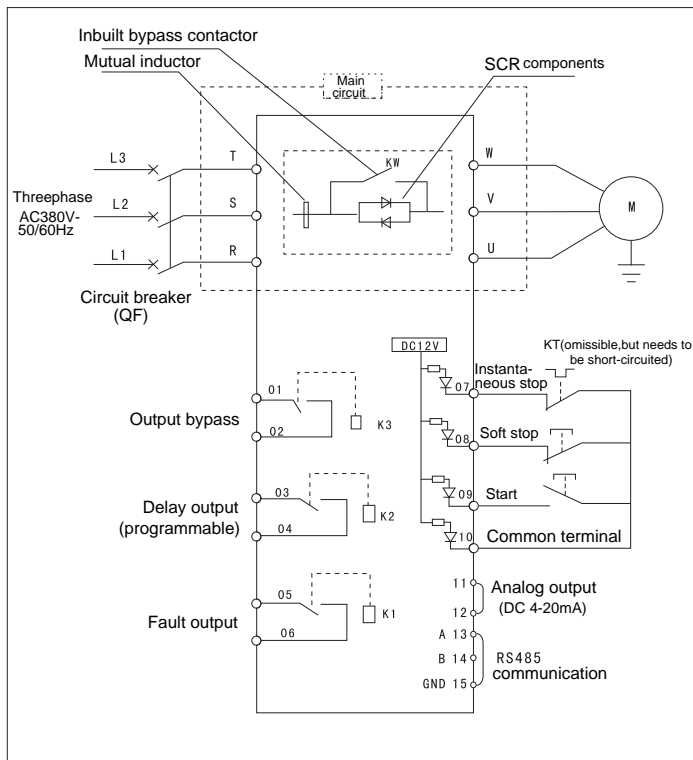 Inbuilt bypass contactor
Mutual inductor
Main
circuit
SCR components
KW
L3
T
W
Threephase
AC380V-
50/60Hz
L2
S
V
M
L1
R
U
Circuit breaker
(QF)
DC12V
KT(omissible,but needs to
be short-circuited)
07
Instanta-
neous stop
01
Output bypass
02
K3
08
Soft stop
03
Delay output
(programmable)
04
K2
09
Start
10
Common terminal
05
Fault output
06
K1
11
Analog output
(DC 4-20mA)
12
A 13
B 14
RS485
communication
GND 15